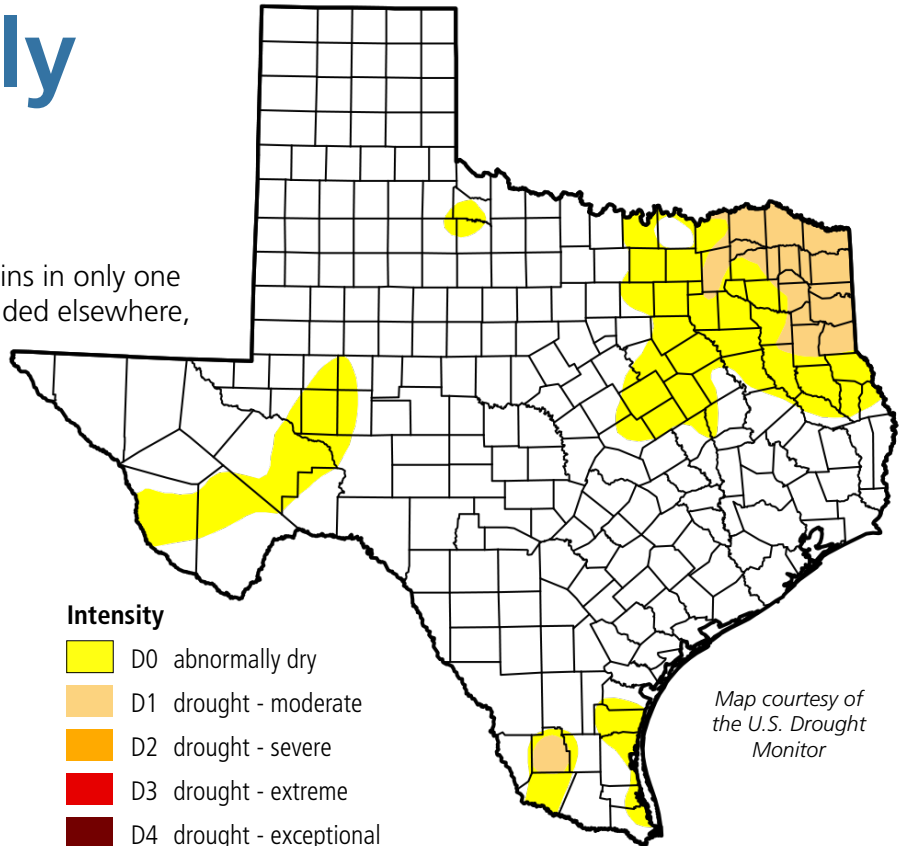 ly
ins in only one
ded elsewhere,
Intensity
D0 abnormally dry
D1 drought - moderate
D2 drought - severe
D3 drought - extreme
D4 drought - exceptional
Map courtesy of
the U.S. Drought
Monitor